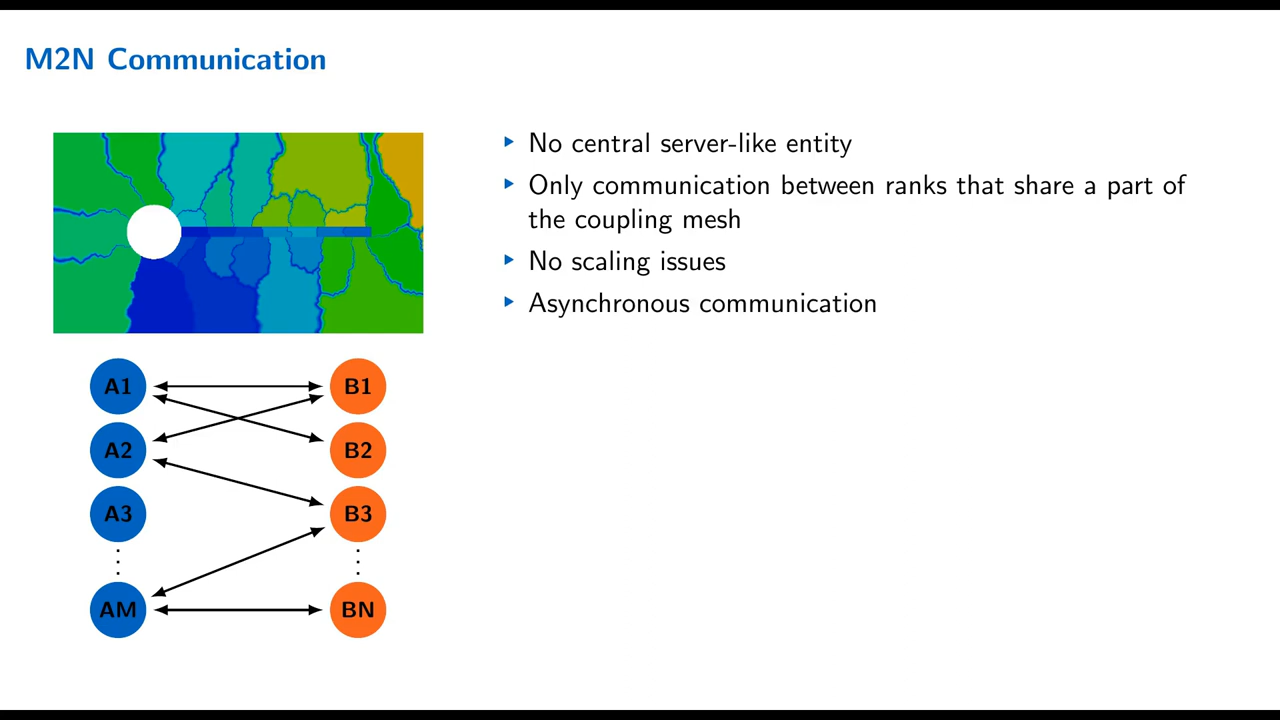 M2N Communication
No central server-like entity
Only communication between ranks that share a part of
the coupling mesh
No scaling issues
Asynchronous communication
A1
B1
A2
B2
A3
B3
AM
BN